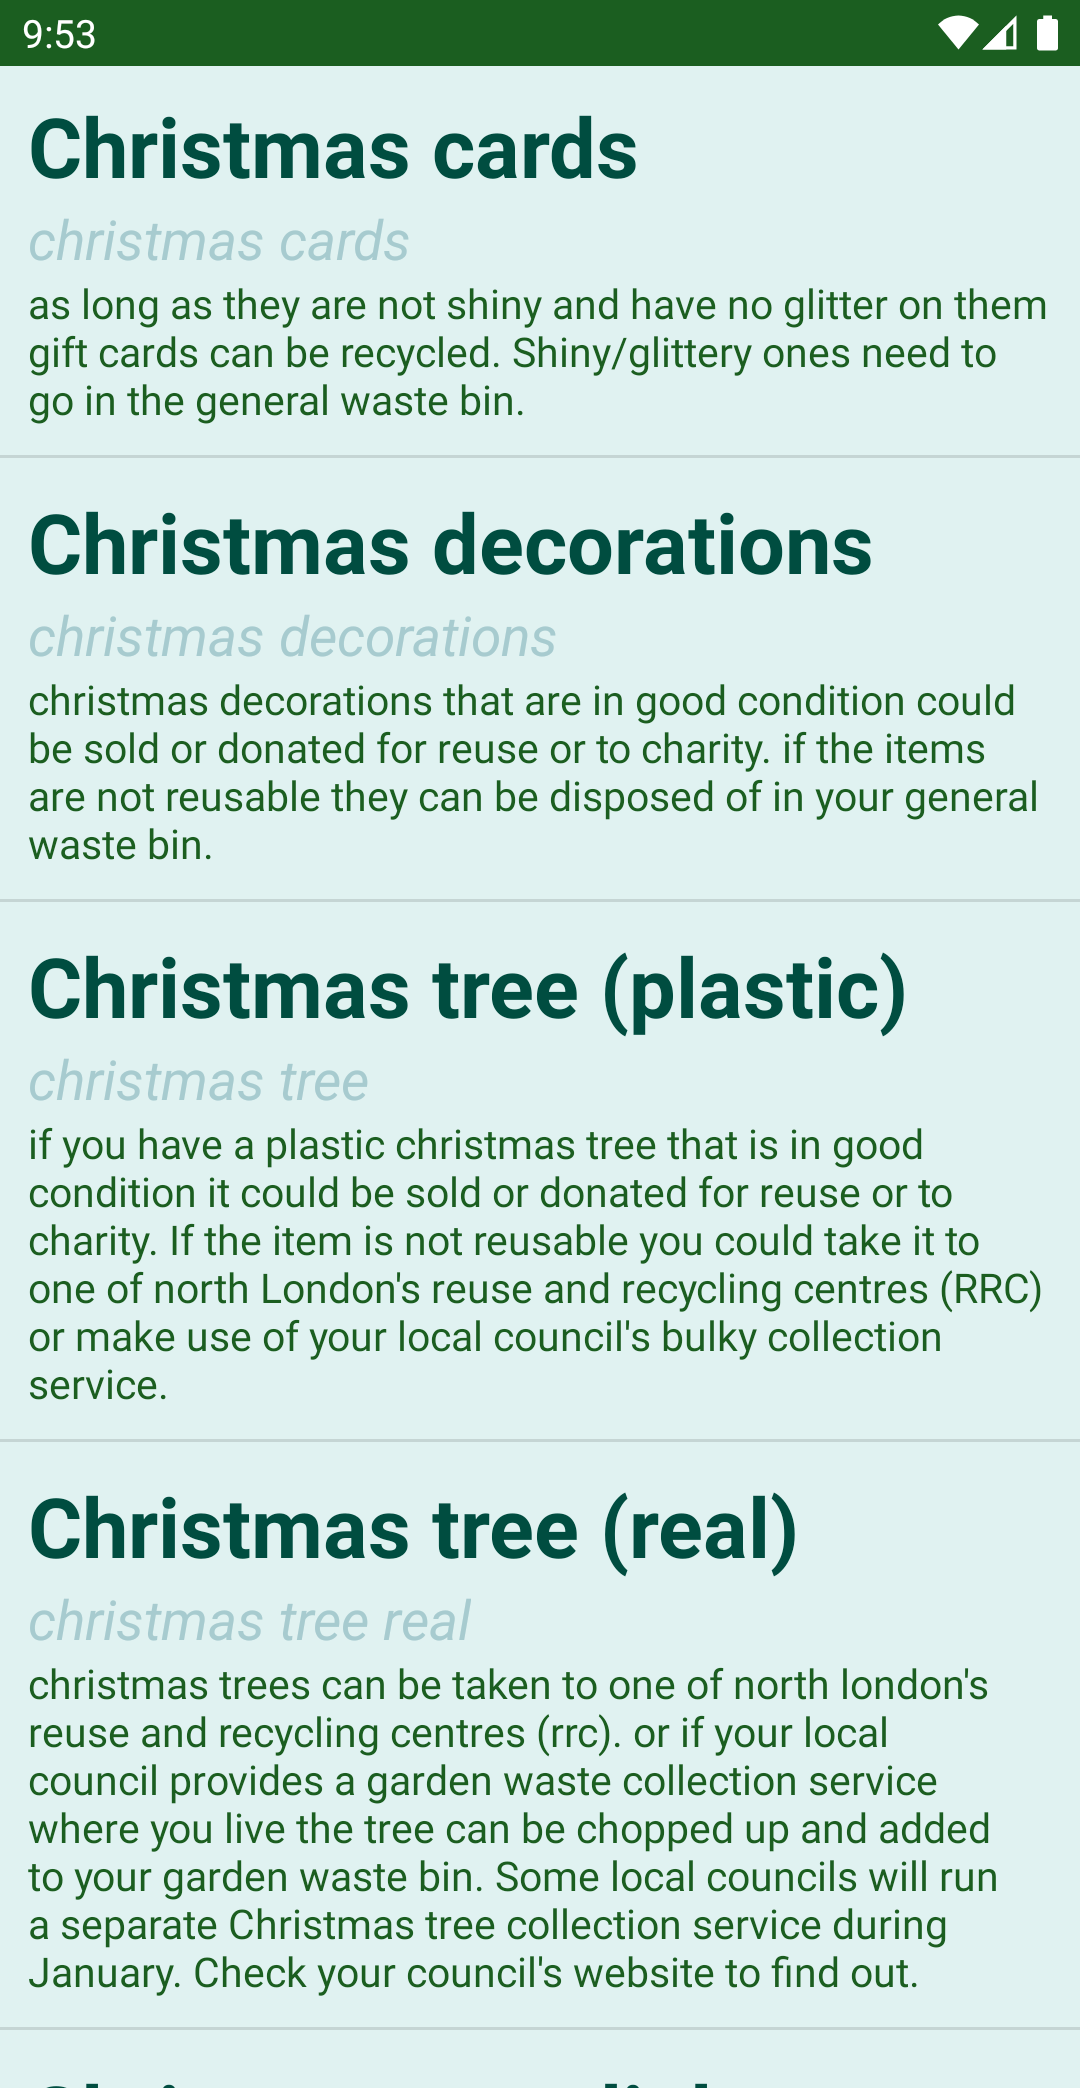 9:53
Christmas cards
christmas cards
as long as they are not shiny and have no glitter on them
gift cards can be recycled. Shiny/glittery ones need to
go in the general waste bin.
Christmas decorations
christmas decorations
christmas decorations that are in good condition could
be sold or donated for reuse or to charity. if the items
are not reusable they can be disposed of in your general
waste bin.
Christmas tree (plastic)
christmas tree
if you have a plastic christmas tree that is in good
condition it could be sold or donated for reuse or to
charity. If the item is not reusable you could take it to
one of north London's reuse and recycling centres (RRC)
or make use of your local council's bulky collection
service.
Christmas tree (real)
christmas tree real
christmas trees can be taken to one of north london's
reuse and recycling centres (rrc). or if your local
council provides a garden waste collection service
where you live the tree can be chopped up and added
to your garden waste bin. Some local councils will run
a separate Christmas tree collection service during
January. Check your council's website to find out.